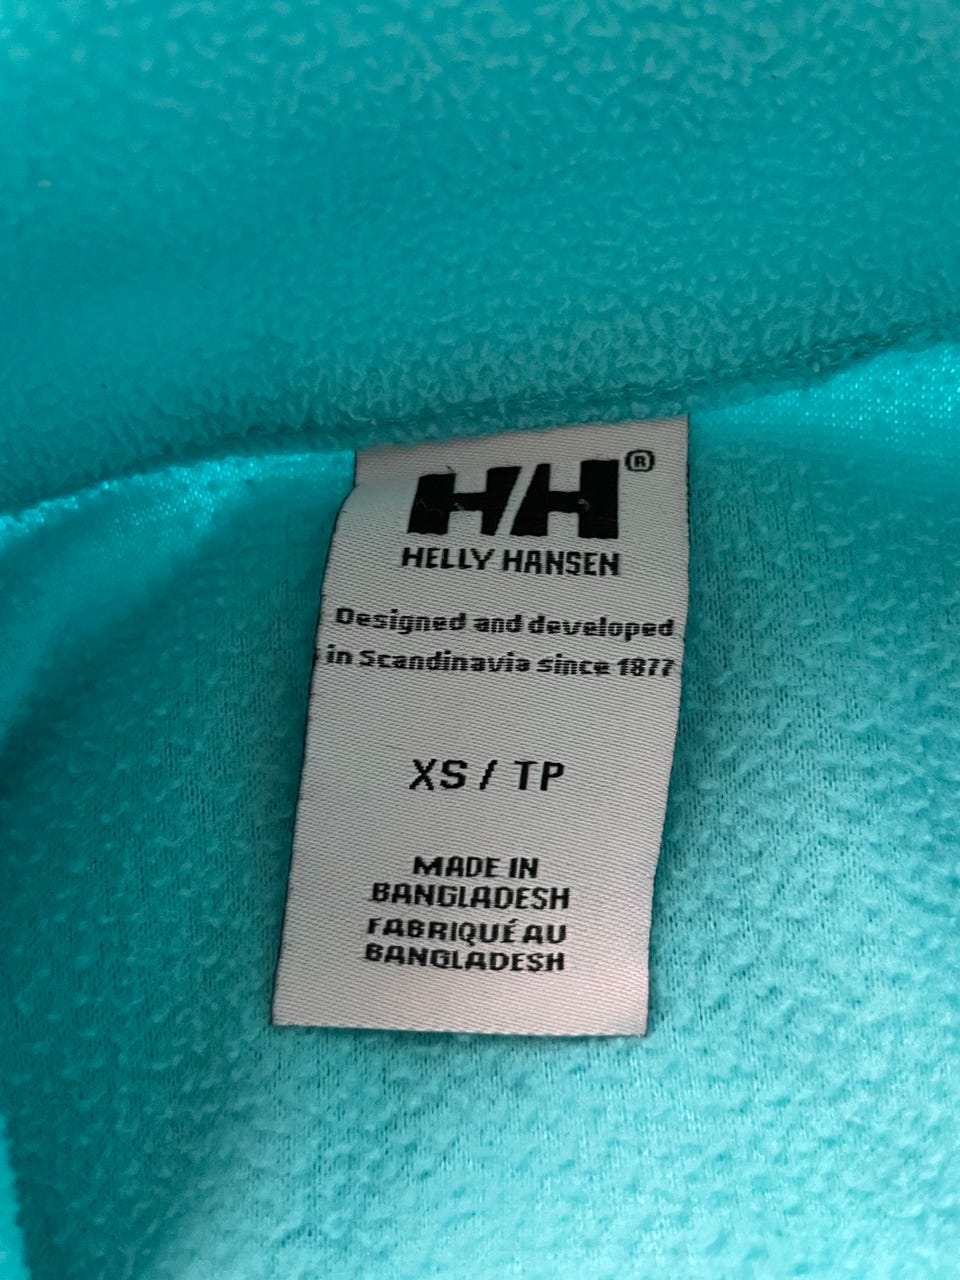 HH®
HELLY HANSEN
Designed and developed
in Scandinavia since 1877
XS / TP
MADE IN
BANGLADESH
FABRIQUÉ AU
BANGLADESH